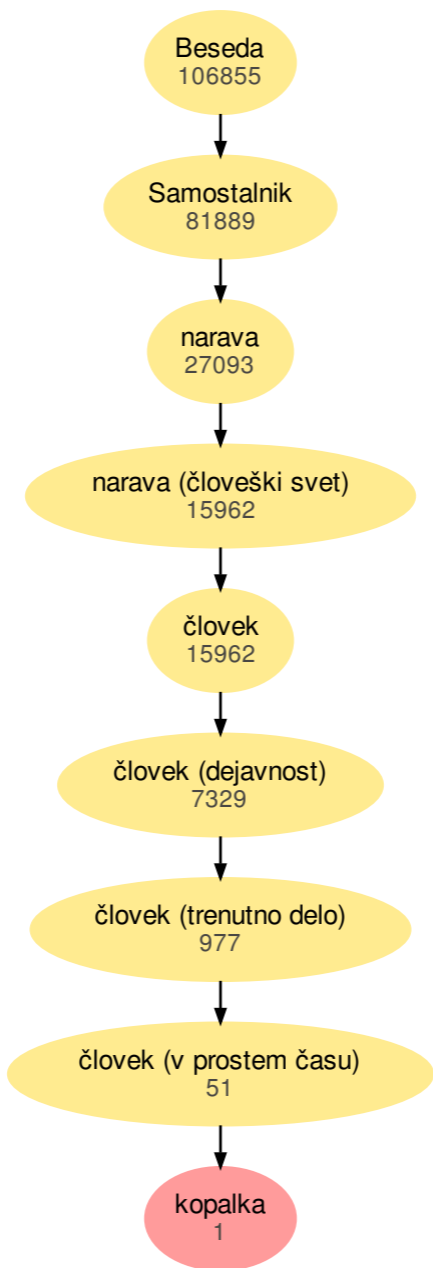 Beseda
106855
Samostalnik
81889
narava
27093
narava (človeški svet)
15962
človek
15962
človek (dejavnost)
7329
človek (trenutno delo)
977
človek (v prostem času)
51
kopalka
1